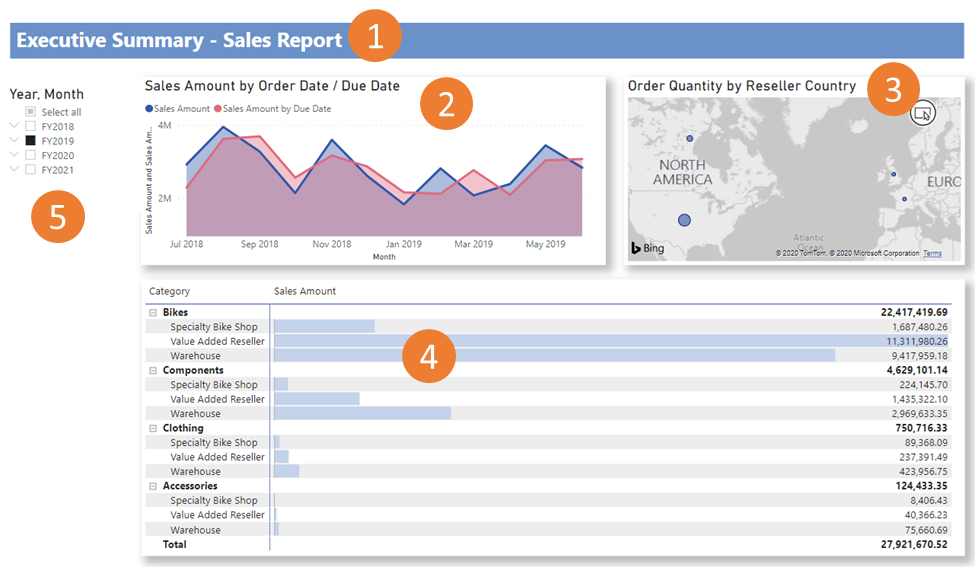 Executive Summary - Sales Report
1
Year, Month
Select all
FY2018
FY2019
FY2020
FY2021
5
Sales Amount by Order Date / Due Date
2
Sales Amount Sales Amount by Due Date
Sales Amount and Sales Am...
4M
2M
Jul 2018 Sep 2018 Nov 2018 Jan 2019 Mar 2019 May 2019
Month
Order Quantity by Reseller Country
3
NORTH
AMERICA
EURO
Atlantic
Ocean
Bing
© 2020 TomTom, © 2020 Microsoft Corporation Terms
Category Sales Amount
Bikes 22,417,419.69
Specialty Bike Shop 1,687,480.26
Value Added Reseller 11,311,980.26
Warehouse 9,417,959.18
4
Components 4,629,101.14
Specialty Bike Shop 224,145.70
Value Added Reseller 1,435,322.10
Warehouse 2,969,633.35
Clothing 750,716.33
Specialty Bike Shop 89,368.09
Value Added Reseller 237,391.49
Warehouse 423,956.75
Accessories 124,433.35
Specialty Bike Shop 8,406.43
Value Added Reseller 40,366.23
Warehouse 75,660.69
Total 27,921,670.52